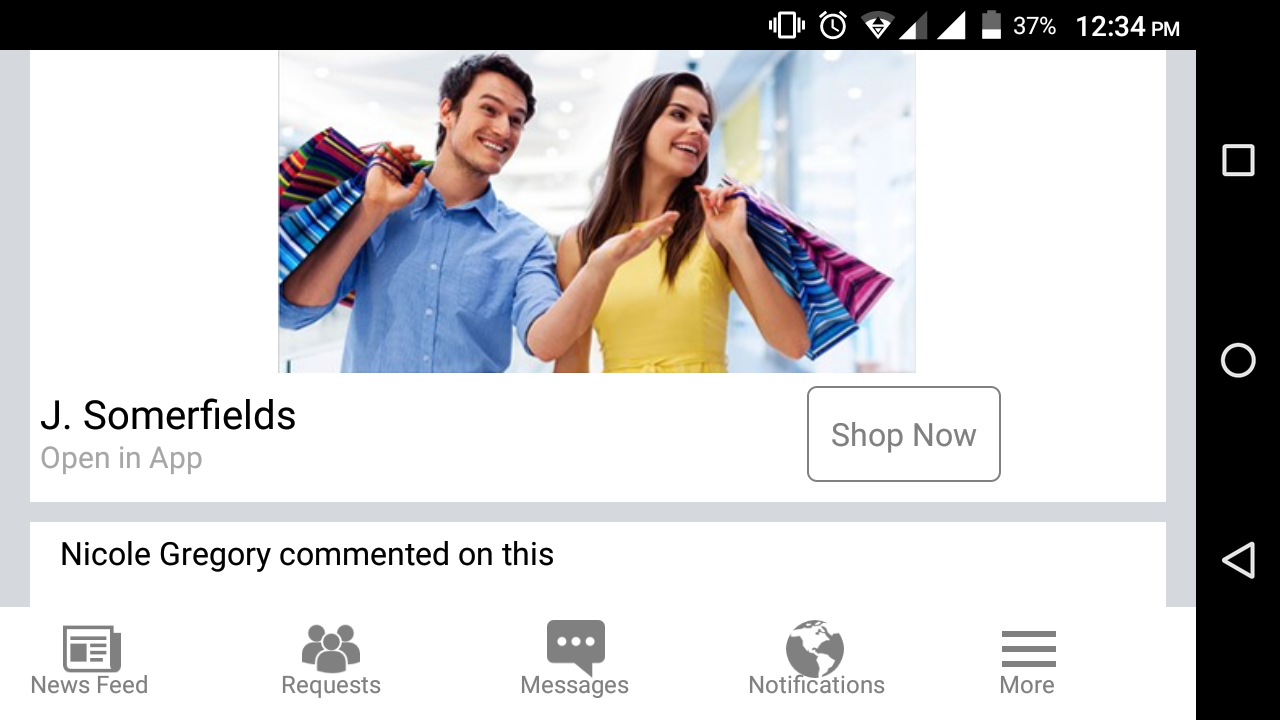 37% 12:34 PM
J. Somerfields
Open in App
Shop Now
Nicole Gregory commented on this
News Feed
Requests
Messages
Notifications
More